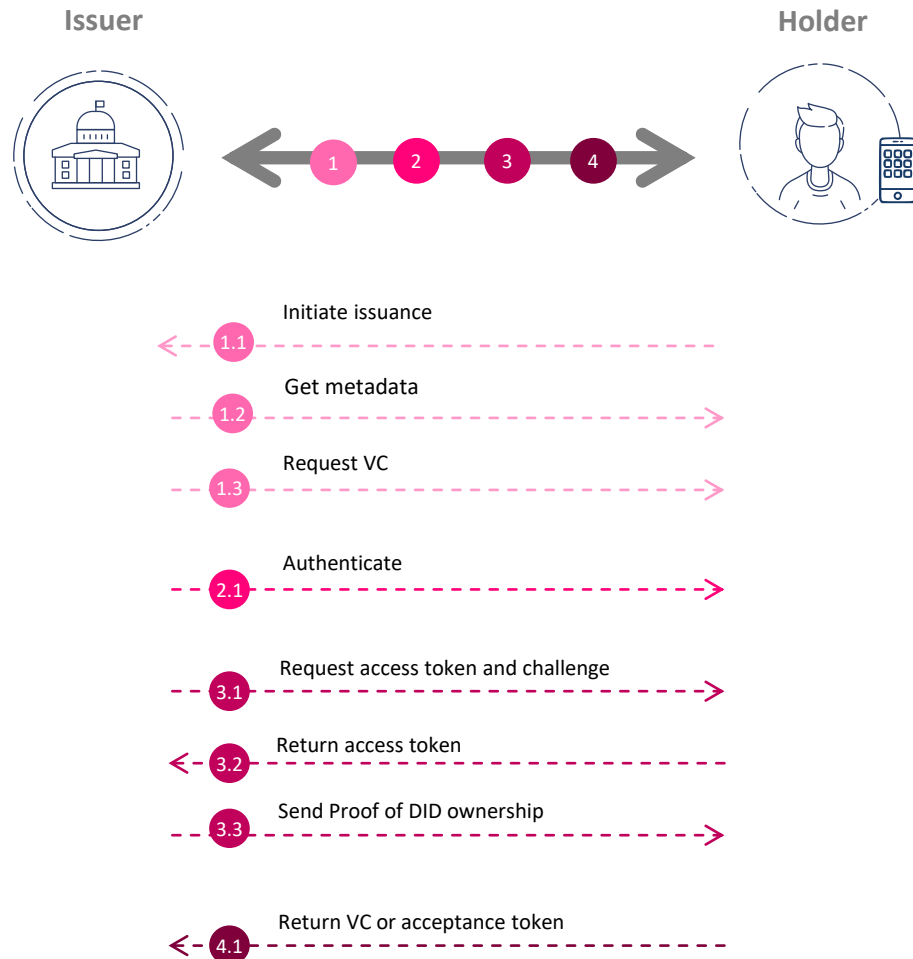 Issuer
Holder
1
2
3
4
Initiate issuance
1.1
Get metadata
1.2
Request VC
1.3
Authenticate
2.1
Request access token and challenge
3.1
Return access token
3.2
Send Proof of DID ownership
3.3
Return VC or acceptance token
4.1